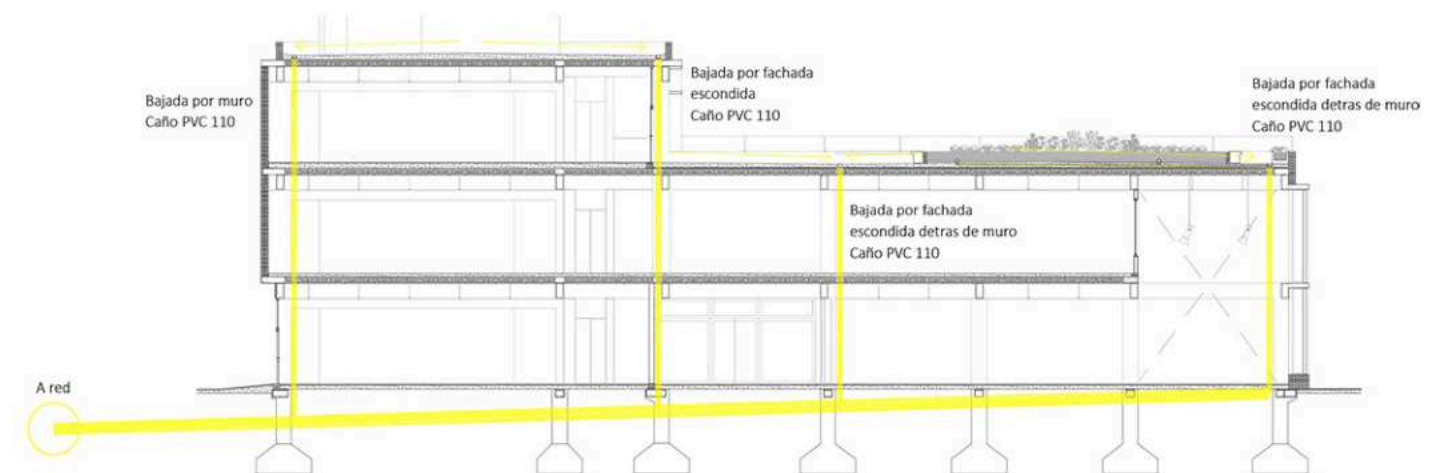 Bajada por muro
Caño PVC 110
Bajada por fachada
escondida
Caño PVC 110
Bajada por fachada
escondida detras de muro
Caño PVC 110
Bajada por fachada
escondida detras de muro
Caño PVC 110
A red